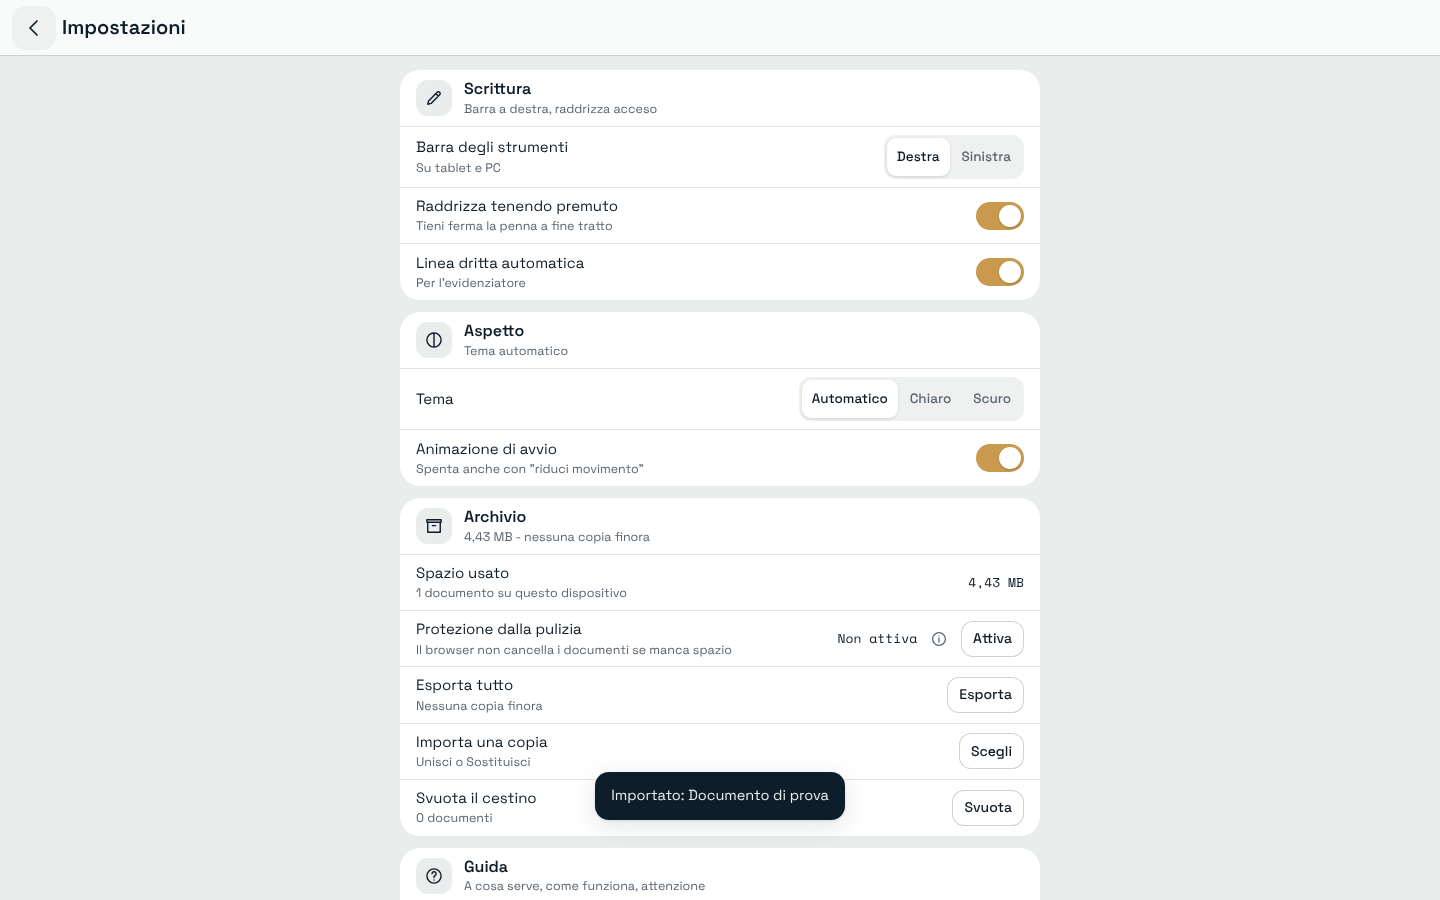 Impostazioni
Scrittura
Barra a destra, raddrizza acceso
Barra degli strumenti
Su tablet e PC
Destra
Sinistra
Raddrizza tenendo premuto
Tieni ferma la penna a fine tratto
Linea dritta automatica
Per l'evidenziatore
Aspetto
Tema automatico
Tema
Automatico
Chiaro
Scuro
Animazione di avvio
Spenta anche con "riduci movimento"
Archivio
4,43 MB - nessuna copia finora
Spazio usato
1 documento su questo dispositivo
4,43 MB
Protezione dalla pulizia
Il browser non cancella i documenti se manca spazio
Non attiva
Attiva
Esporta tutto
Nessuna copia finora
Esporta
Importa una copia
Unisci o Sostituisci
Scegli
Svuota il cestino
0 documenti
Svuota
Importato: Documento di prova
Guida
A cosa serve, come funziona, attenzione